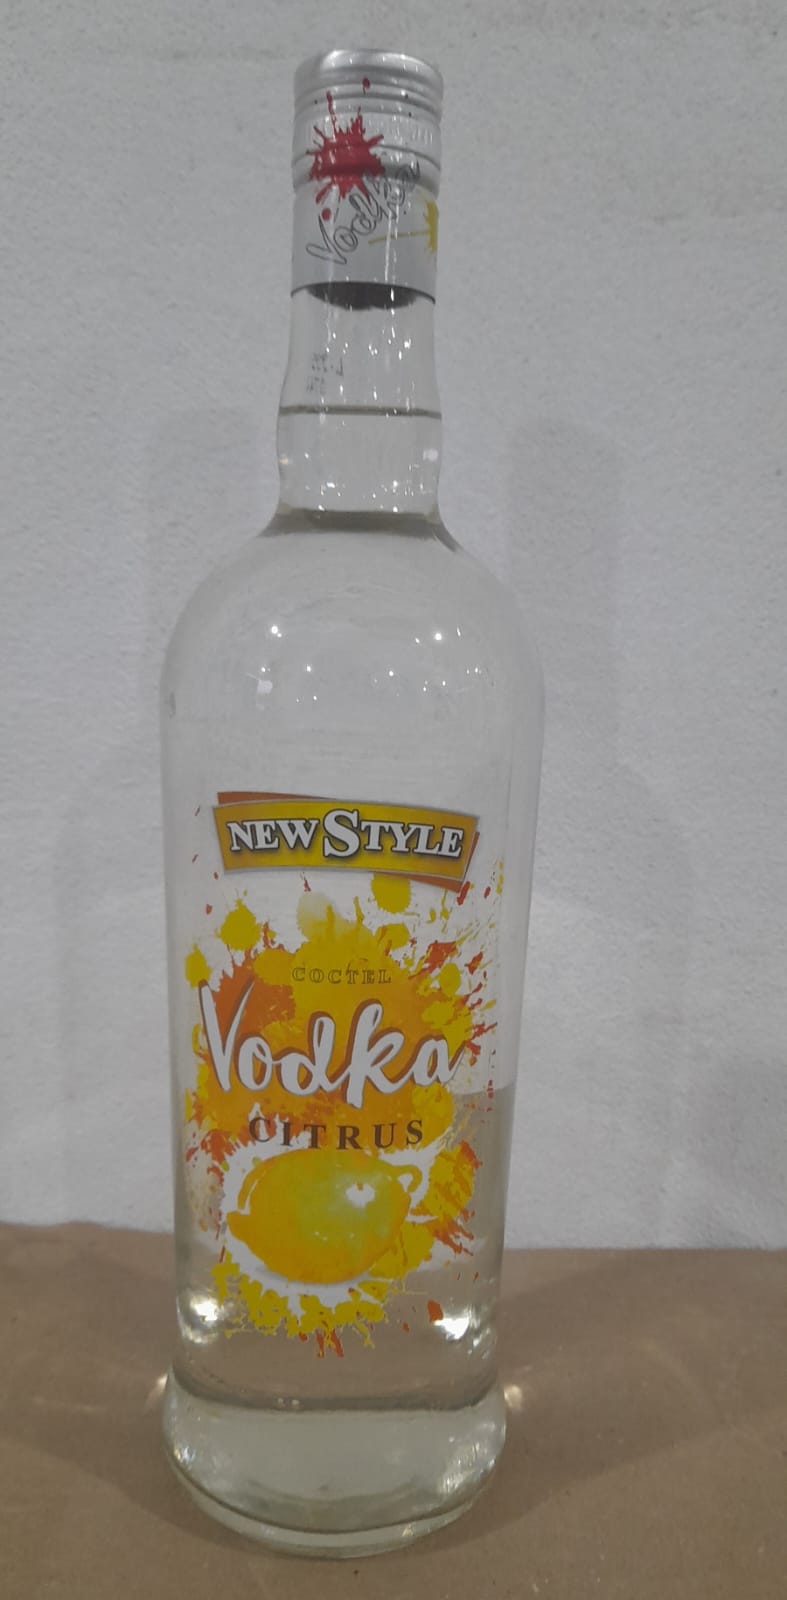 Vodka
NEW STYLE
COCTEL
Vodka
CITRUS